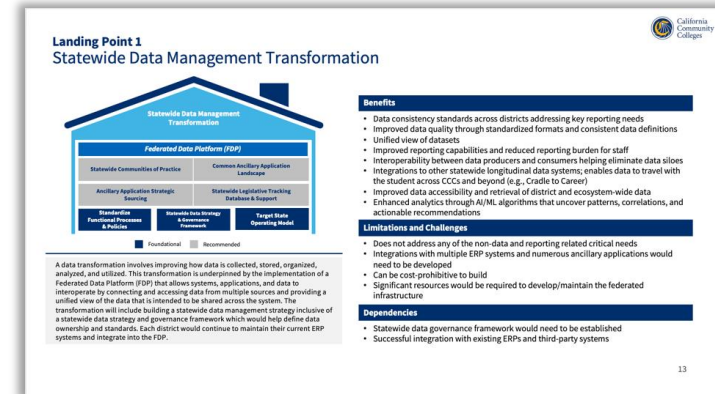 California
Community
Colleges
Landing Point 1
Statewide Data Management Transformation
Statewide Data Management
Transformation
Federated Data Platform (FDP)
Statewide Communities of Practice
Common Ancillary Application
Landscape
Ancillary Application Strategic
Sourcing
Statewide Legislative Tracking
Database & Support
Standardize
Functional Processes
& Policies
Statewide Data Strategy
& Governance
Framework
Target State
Operating Model
Foundational
Recommended
A data transformation involves improving how data is collected, stored, organized,
analyzed, and utilized. This transformation is underpinned by the implementation of a
Federated Data Platform (FDP) that allows systems, applications, and data to
interoperate by connecting and accessing data from multiple sources and providing a
unified view of the data that is intended to be shared across the system. The
transformation will include building a statewide data management strategy inclusive of
a statewide data strategy and governance framework which would help define data
ownership and standards. Each district would continue to maintain their current ERP
systems and integrate into the FDP.
Benefits
• Data consistency standards across districts addressing key reporting needs
• Improved data quality through standardized formats and consistent data definitions
• Unified view of datasets
• Improved reporting capabilities and reduced reporting burden for staff
• Interoperability between data producers and consumers helping eliminate data siloes
• Integrations to other statewide longitudinal data systems; enables data to travel with
the student across CCCs and beyond (e.g., Cradle to Career)
• Improved data accessibility and retrieval of district and ecosystem-wide data
• Enhanced analytics through AI/ML algorithms that uncover patterns, correlations, and
actionable recommendations
Limitations and Challenges
• Does not address any of the non-data and reporting related critical needs
• Integrations with multiple ERP systems and numerous ancillary applications would
need to be developed
• Can be cost-prohibitive to build
• Significant resources would be required to develop/maintain the federated
infrastructure
Dependencies
• Statewide data governance framework would need to be established
• Successful integration with existing ERPs and third-party systems
13